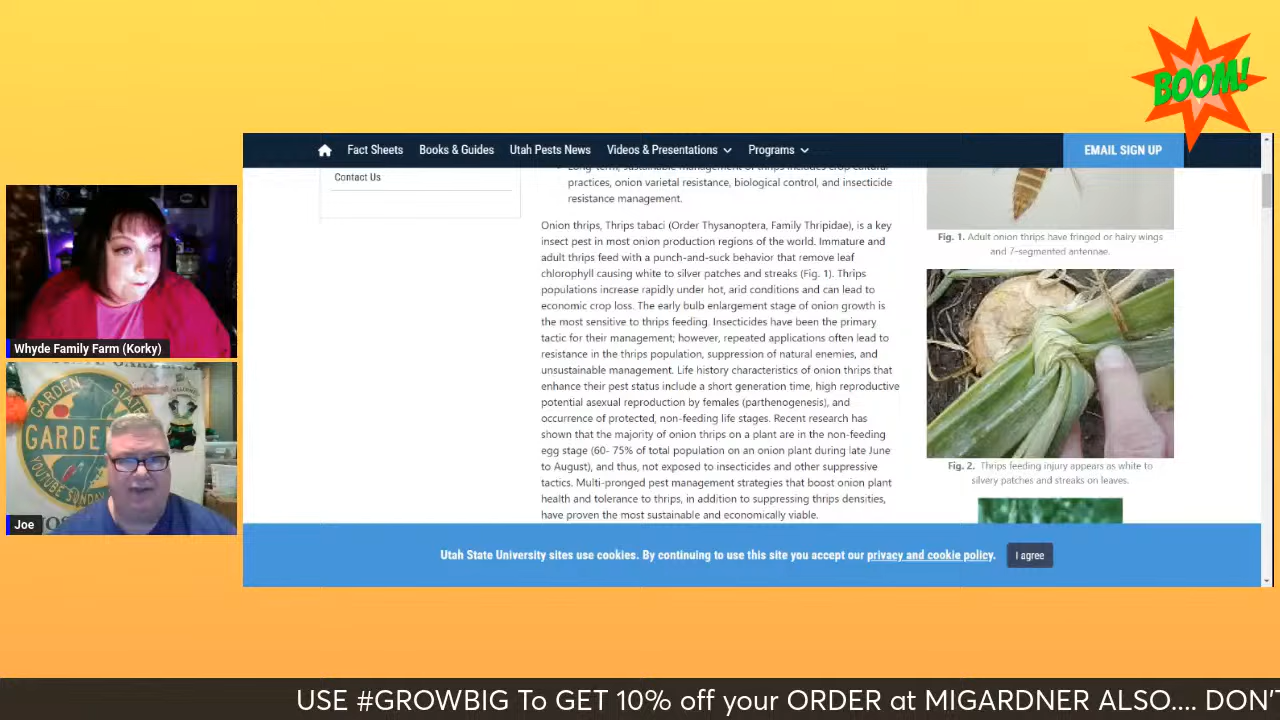 BOOM!
Fact Sheets Books & Guides Utah Pests News Videos & Presentations Programs EMAIL SIGN UP
Contact Us
Long-term, sustainable management of thrips includes crop cultural
practices, onion varietal resistance, biological control, and insecticide
resistance management.
Onion thrips, Thrips tabaci (Order Thysanoptera, Family Thripidae), is a key
insect pest in most onion production regions of the world. Immature and
adult thrips feed with a punch-and-suck behavior that remove leaf
chlorophyll causing white to silver patches and streaks (Fig. 1). Thrips
populations increase rapidly under hot, arid conditions and can lead to
economic crop loss. The early bulb enlargement stage of onion growth is
the most sensitive to thrips feeding. Insecticides have been the primary
tactic for their management; however, repeated applications often lead to
resistance in the thrips population, suppression of natural enemies, and
unsustainable management. Life history characteristics of onion thrips that
enhance their pest status include a short generation time, high reproductive
potential asexual reproduction by females (parthenogenesis), and
occurrence of protected, non-feeding life stages. Recent research has
shown that the majority of onion thrips on a plant are in the non-feeding
egg stage (60- 75% of total population on an onion plant during late June
to August), and thus, not exposed to insecticides and other suppressive
tactics. Multi-pronged pest management strategies that boost onion plant
health and tolerance to thrips, in addition to suppressing thrips densities,
have proven the most sustainable and economically viable.
Fig. 1. Adult onion thrips have fringed or hairy wings
and 7-segmented antennae.
Fig. 2. Thrips feeding injury appears as white to
silvery patches and streaks on leaves.
Whyde Family Farm (Korky)
GARDEN STATE
GARDE
YOUTUBE SUNDA
Joe
Utah State University sites use cookies. By continuing to use this site you accept our privacy and cookie policy. I agree
USE #GROWBIG To GET 10% off your ORDER at MIGARDNER ALSO.... DON'T